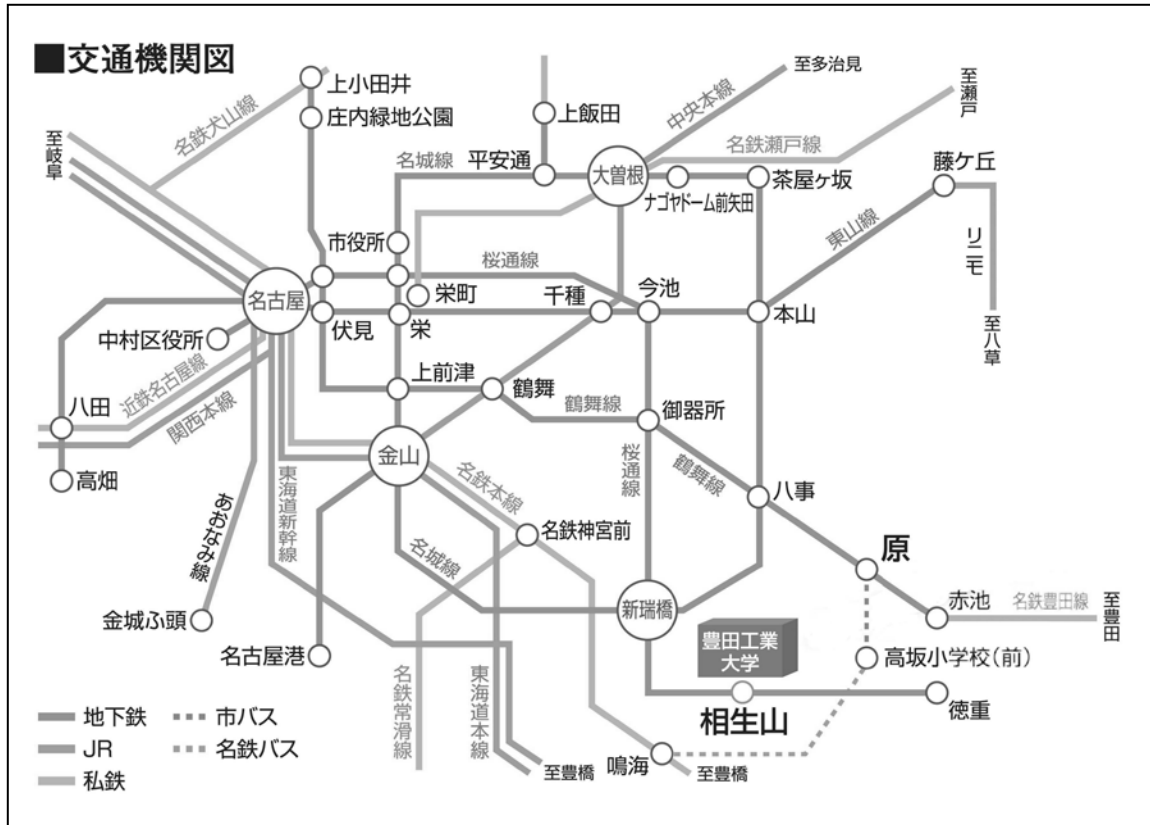 ■交通機関図
上小田井
庄内緑地公園
上飯田
至多治見
至瀬戸
至岐阜
名鉄犬山線
名城線
平安通
大曽根
中央本線
名鉄瀬戸線
藤ケ丘
ナゴヤドーム前矢田
茶屋ヶ坂
東山線
リニモ
市役所
桜通線
名古屋
栄町
千種
今池
本山
至八草
中村区役所
伏見
栄
近鉄名古屋線
関西本線
八田
上前津
鶴舞
鶴舞線
御器所
高畑
金山
名鉄本線
桜通線
鶴舞線
八事
あおなみ線
東海道新幹線
名鉄神宮前
原
名城線
新瑞橋
赤池
名鉄豊田線
至豊田
金城ふ頭
名古屋港
豊田工業
大学
高坂小学校(前)
名鉄常滑線
東海道本線
相生山
徳重
地下鉄
市バス
JR
名鉄バス
私鉄
至豊橋
鳴海
至豊橋